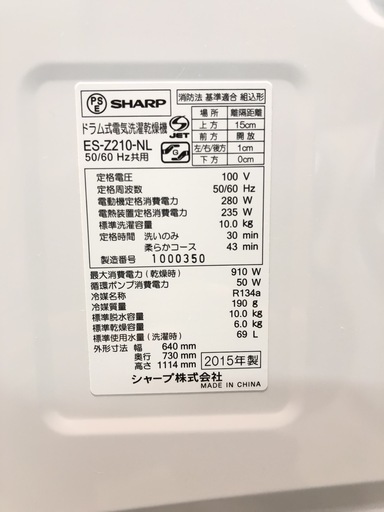 PS
E
SHARP
ドラム式電気洗濯乾燥機
JET
ES-Z210-NL
50/60 Hz共用
G
消防法 基準適合 組込形
場所 離隔距離
上方 15cm
前方 開放
左/右/後方 1cm
下方 0cm
定格電圧 100 V
定格周波数 50/60 Hz
電動機定格消費電力 280 W
電熱装置定格消費電力 235 W
標準洗濯容量 10.0 kg
定格時間 洗いのみ 30 min
柔らかコース 43 min
製造番号 1000350
最大消費電力(乾燥時) 910 W
循環ポンプ消費電力 50 W
冷媒名称 R134a
冷媒質量 190 g
標準脱水容量 10.0 kg
標準乾燥容量 6.0 kg
標準使用水量(洗濯時) 69 L
外形寸法 幅 640 mm
奥行 730 mm
高さ 1114 mm
2015年製
シャープ株式会社
MADE IN CHINA